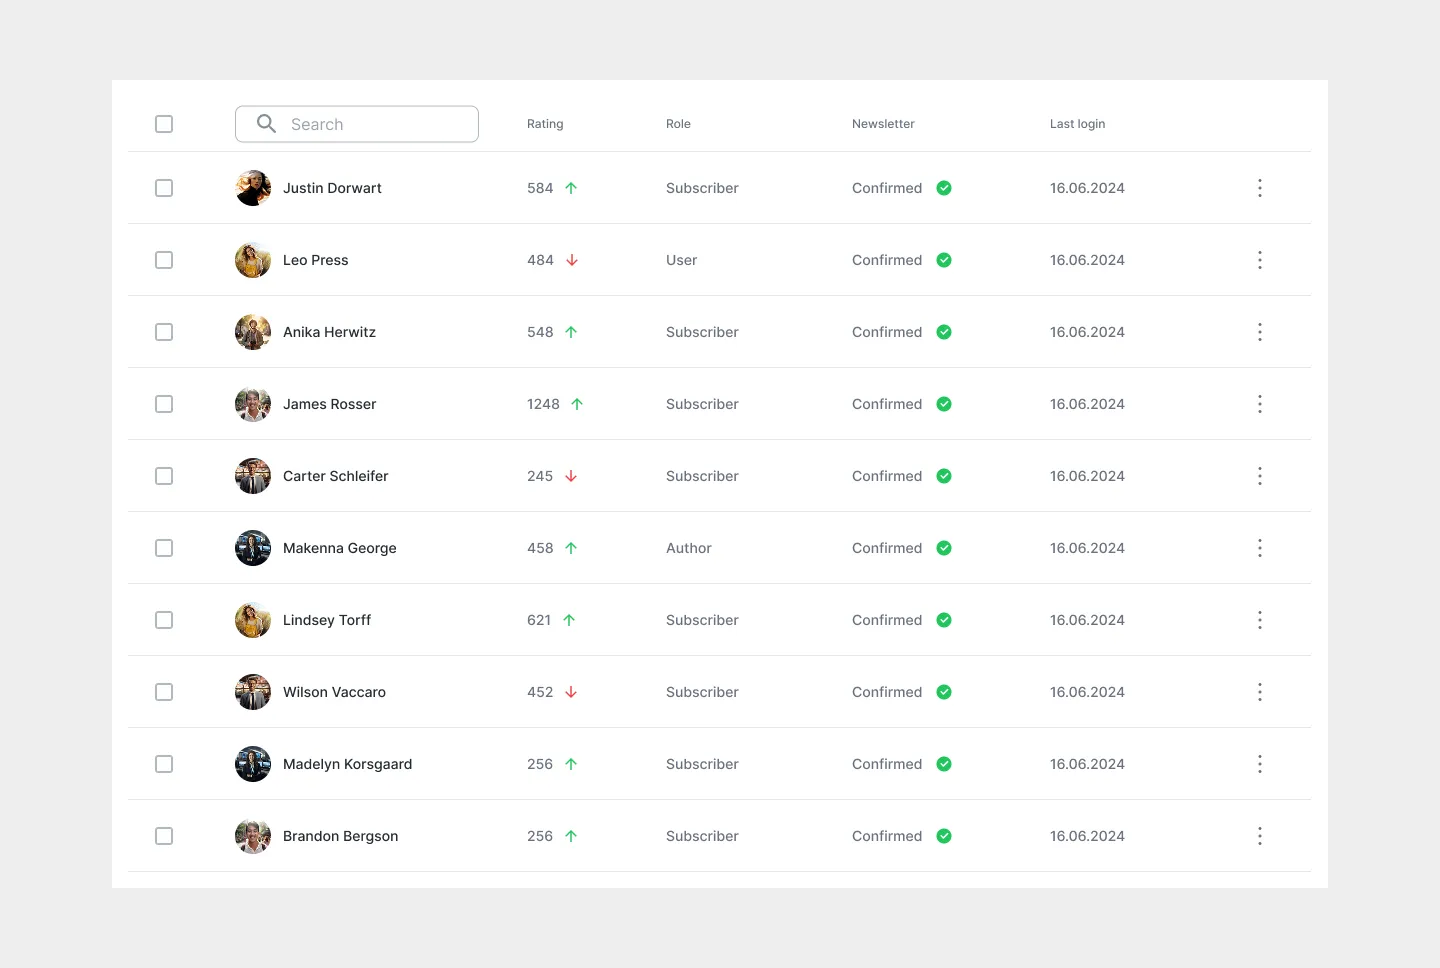 Search Rating Role Newsletter Last login
Justin Dorwart 584 Subscriber Confirmed 16.06.2024
Leo Press 484 User Confirmed 16.06.2024
Anika Herwitz 548 Subscriber Confirmed 16.06.2024
James Rosser 1248 Subscriber Confirmed 16.06.2024
Carter Schleifer 245 Subscriber Confirmed 16.06.2024
Makenna George 458 Author Confirmed 16.06.2024
Lindsey Torff 621 Subscriber Confirmed 16.06.2024
Wilson Vaccaro 452 Subscriber Confirmed 16.06.2024
Madelyn Korsgaard 256 Subscriber Confirmed 16.06.2024
Brandon Bergson 256 Subscriber Confirmed 16.06.2024